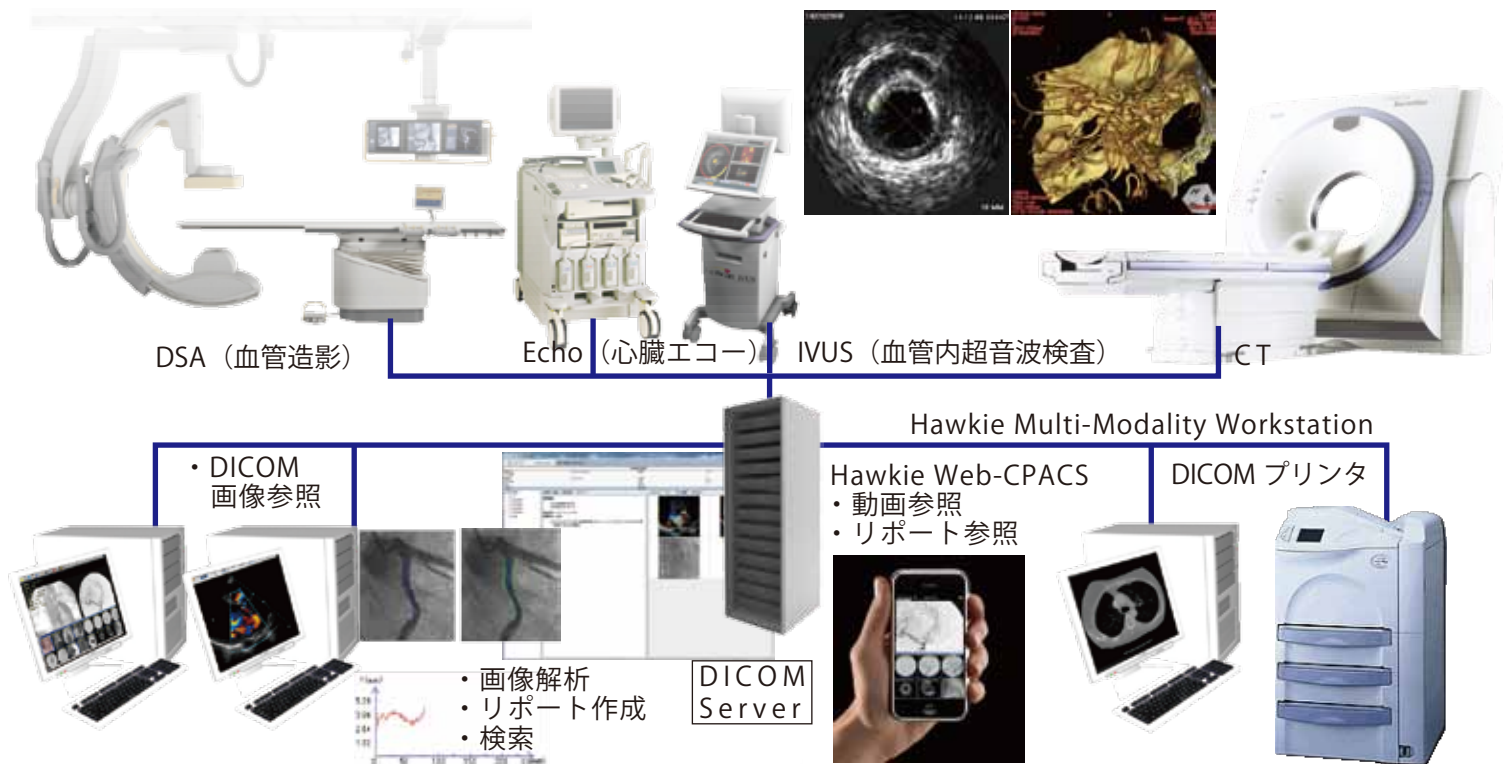 DSA（血管造影）
Echo（心臓エコー）
IVUS（血管内超音波検査）
CT
Hawkie Multi-Modality Workstation
・DICOM
画像参照
Hawkie Web-CPACS
・動画参照
・リポート参照
DICOM プリンタ
・画像解析
・リポート作成
・検索
DICOM
Server